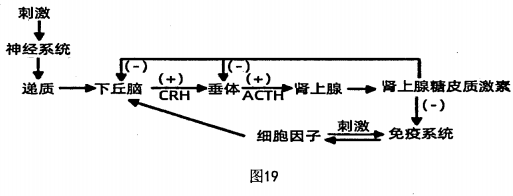 刺激
神经系统
(-) (-)
递质 下丘脑 (+) CRH 垂体 (+) ACTH 肾上腺 肾上腺糖皮质激素
(-)
细胞因子 刺激 免疫系统
图19